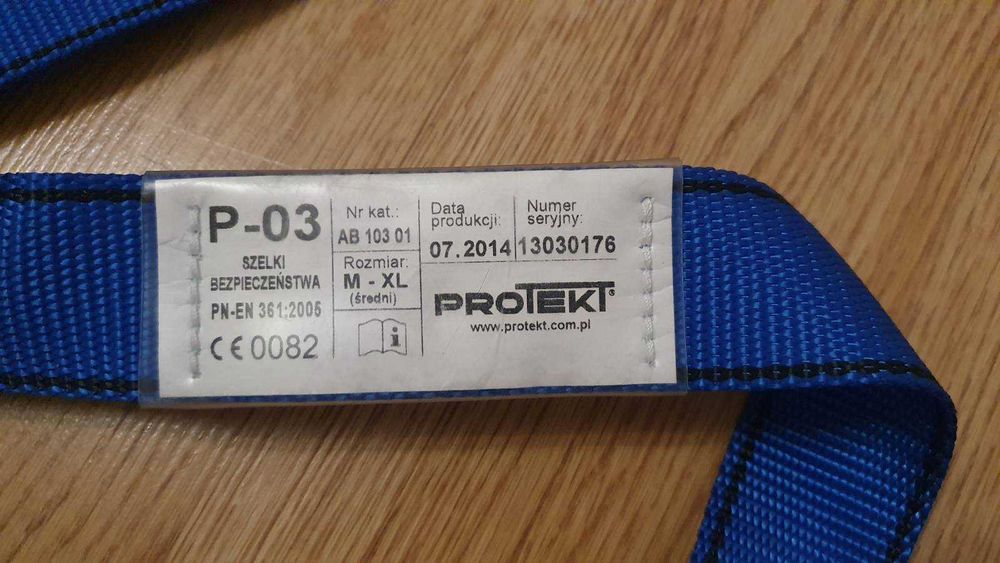 P-03
SZELKI
BEZPIECZEŃSTWA
PN-EN 361:2005
CE 0082
Nr kat.:
AB 103 01
Rozmiar:
M - XL
(średni)
i
Data
produkcji:
07.2014
Numer
seryjny:
13030176
PROTEKT®
www.protekt.com.pl